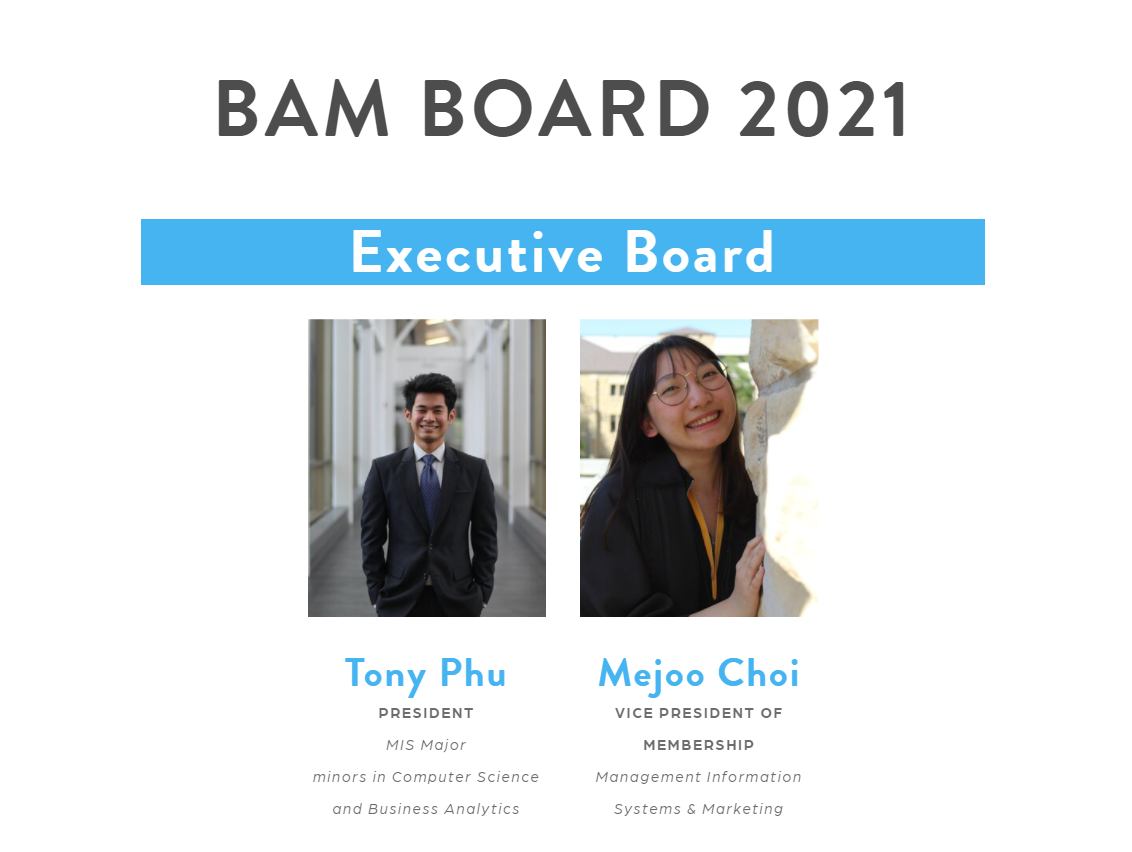 BAM BOARD 2021
Executive Board
Tony Phu
PRESIDENT
MIS Major
minors in Computer Science
and Business Analytics
Mejoo Choi
VICE PRESIDENT OF
MEMBERSHIP
Management Information
Systems & Marketing